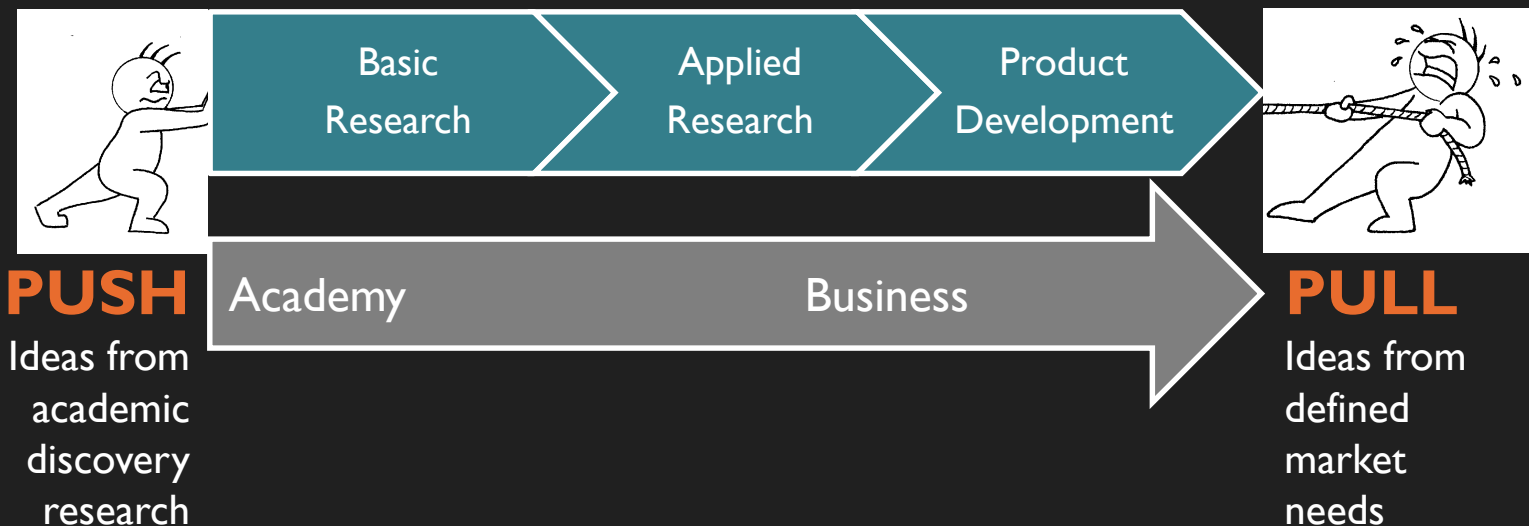 Basic
Research
Applied
Research
Product
Development
PUSH
Ideas from
academic
discovery
research
Academy
Business
PULL
Ideas from
defined
market
needs